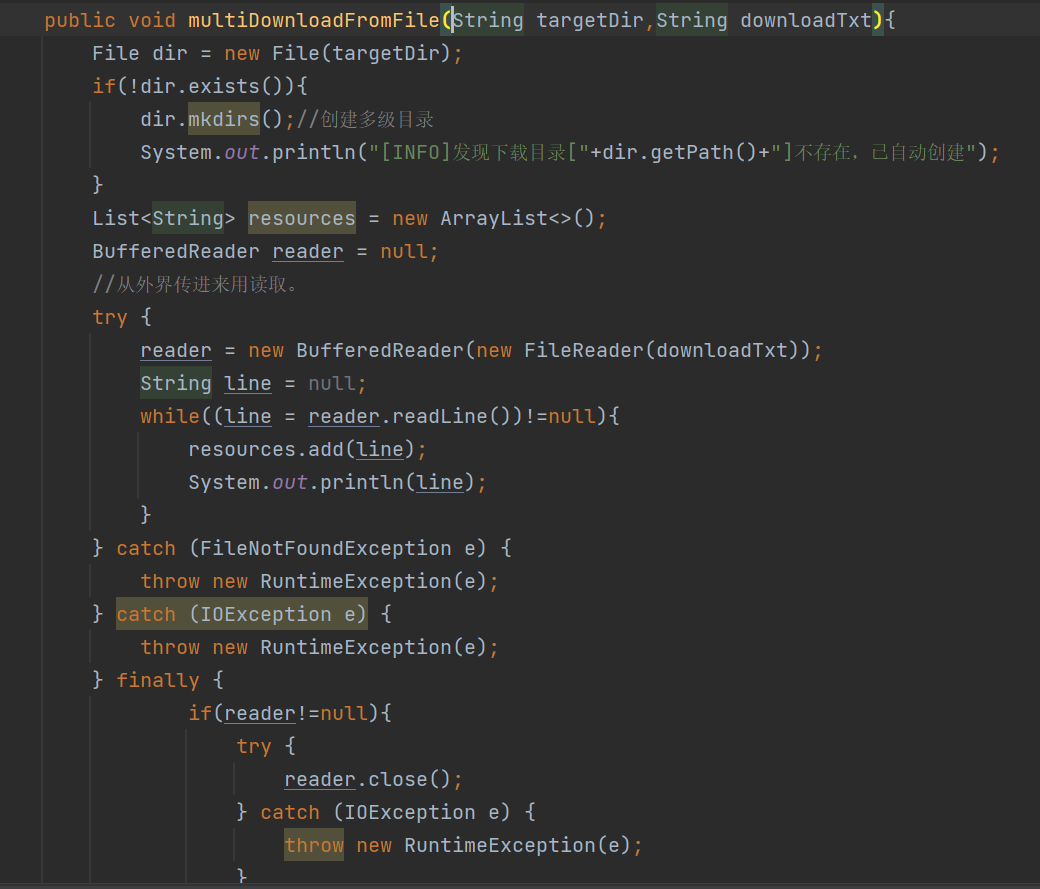 public void multiDownloadFromFile(String targetDir,String downloadTxt){
    File dir = new File(targetDir);
    if(!dir.exists()){
        dir.mkdirs();//创建多级目录
        System.out.println("[INFO]发现下载目录["+dir.getPath()+"]不存在，已自动创建");
    }
    List<String> resources = new ArrayList<>();
    BufferedReader reader = null;
    //从外界传进来用读取。
    try {
        reader = new BufferedReader(new FileReader(downloadTxt));
        String line = null;
        while((line = reader.readLine())!=null){
            resources.add(line);
            System.out.println(line);
        }
    } catch (FileNotFoundException e) {
        throw new RuntimeException(e);
    } catch (IOException e) {
        throw new RuntimeException(e);
    } finally {
            if(reader!=null){
                try {
                    reader.close();
                } catch (IOException e) {
                    throw new RuntimeException(e);
                }